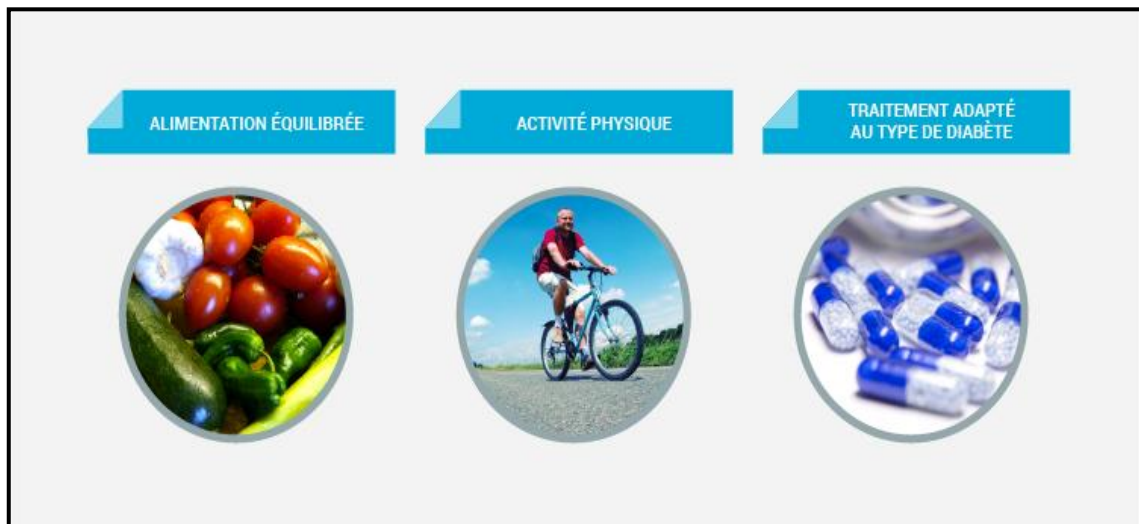 ALIMENTATION ÉQUILIBRÉE
ACTIVITÉ PHYSIQUE
TRAITEMENT ADAPTÉ
AU TYPE DE DIABÈTE